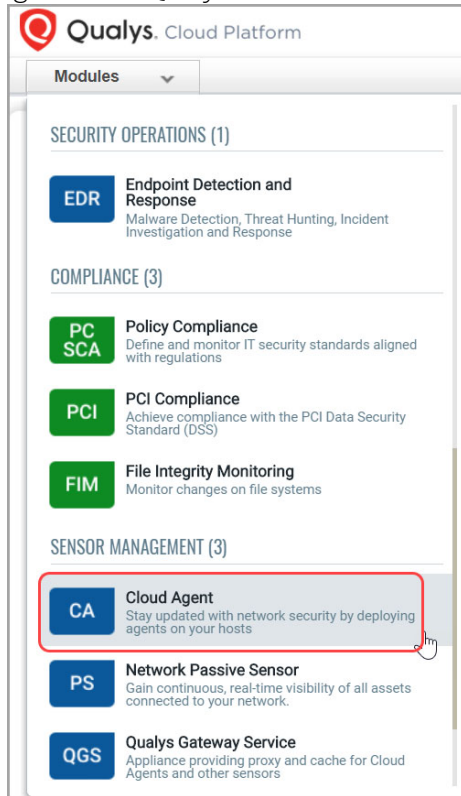 Qualys. Cloud Platform
Modules
SECURITY OPERATIONS (1)
EDR
Endpoint Detection and
Response
Malware Detection, Threat Hunting, Incident
Investigation and Response
COMPLIANCE (3)
PC
SCA
Policy Compliance
Define and monitor IT security standards aligned
with regulations
PCI
PCI Compliance
Achieve compliance with the PCI Data Security
Standard (DSS)
FIM
File Integrity Monitoring
Monitor changes on file systems
SENSOR MANAGEMENT (3)
CA
Cloud Agent
Stay updated with network security by deploying
agents on your hosts
PS
Network Passive Sensor
Gain continuous, real-time visibility of all assets
connected to your network.
QGS
Qualys Gateway Service
Appliance providing proxy and cache for Cloud
Agents and other sensors